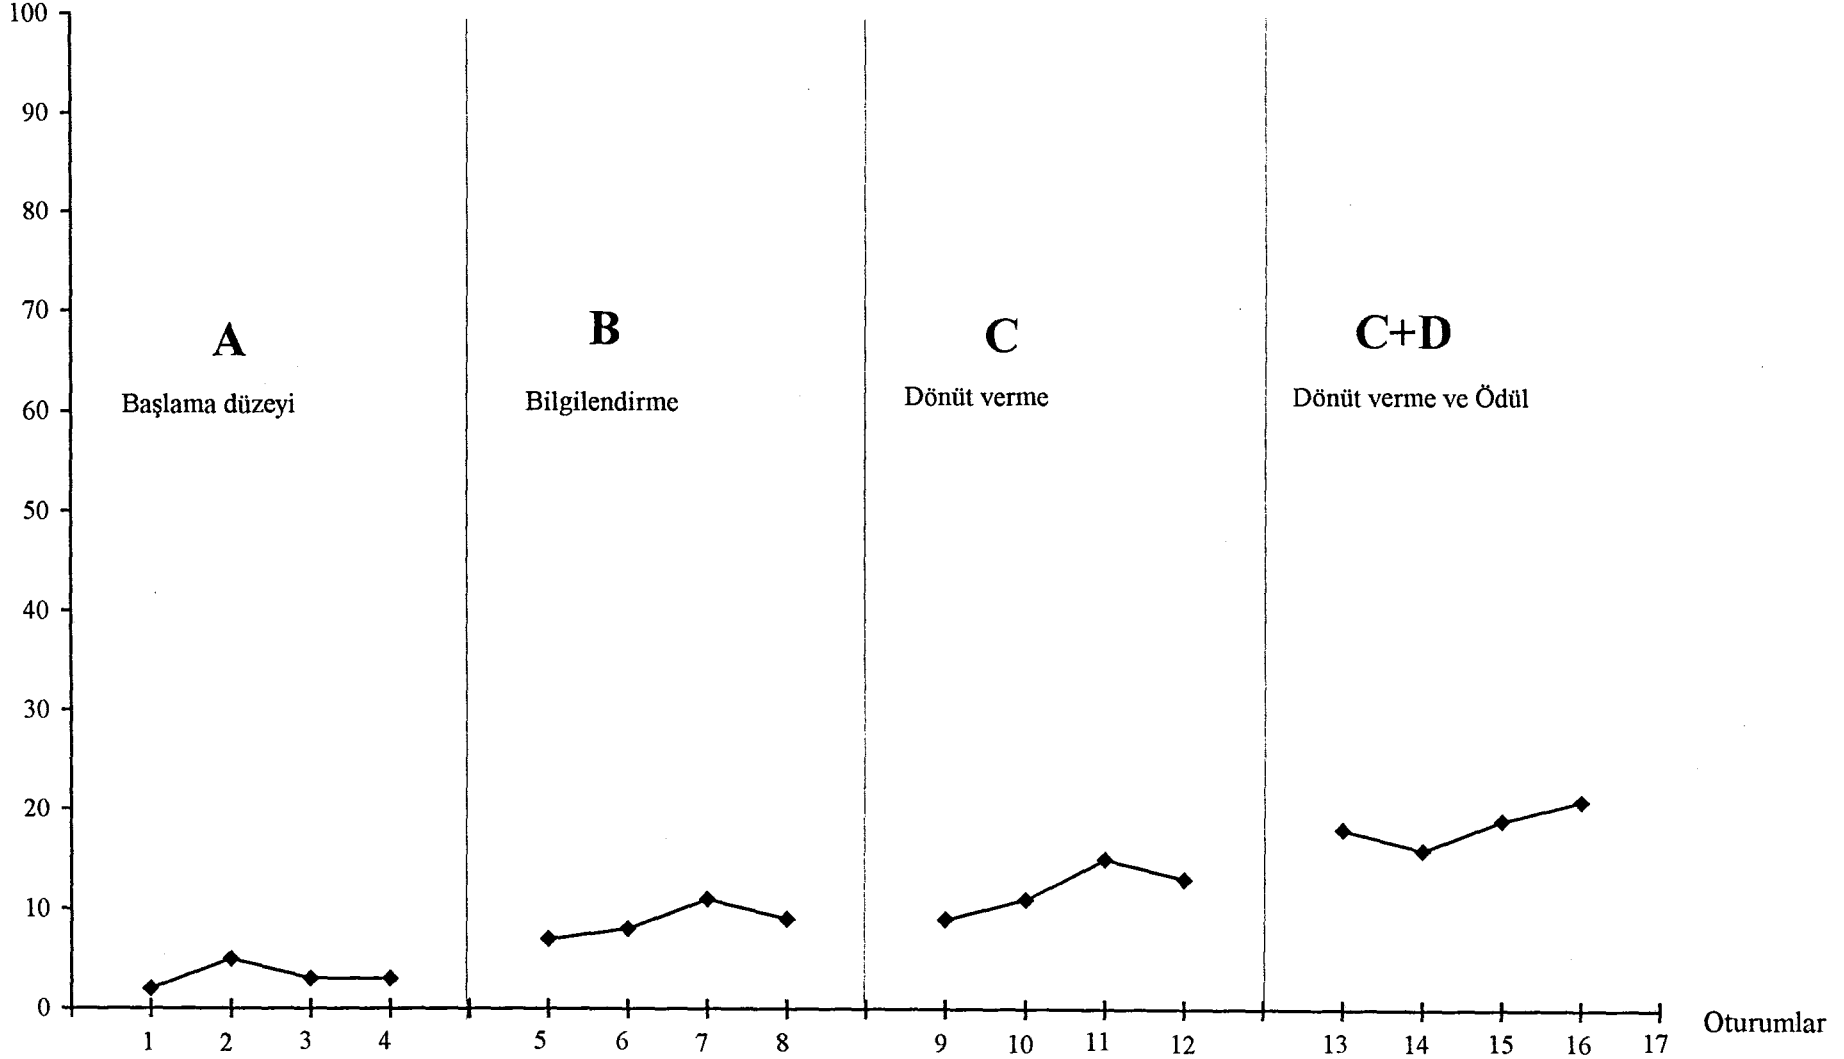 100
90
80
70
60
50
40
30
20
10
0
A
Başlama düzeyi
B
Bilgilendirme
C
Dönüt verme
C+D
Dönüt verme ve Ödül
1 2 3 4 5 6 7 8 9 10 11 12 13 14 15 16 17
Oturumlar